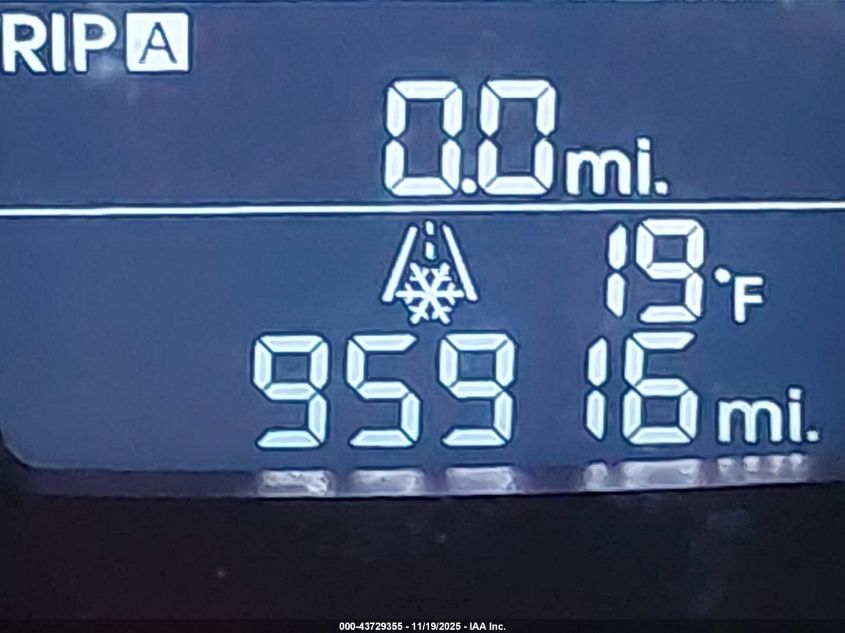 RIP A
0.0 mi.
19°F
95916 mi.
000-43729355 - 11/19/2025 - IAA Inc.